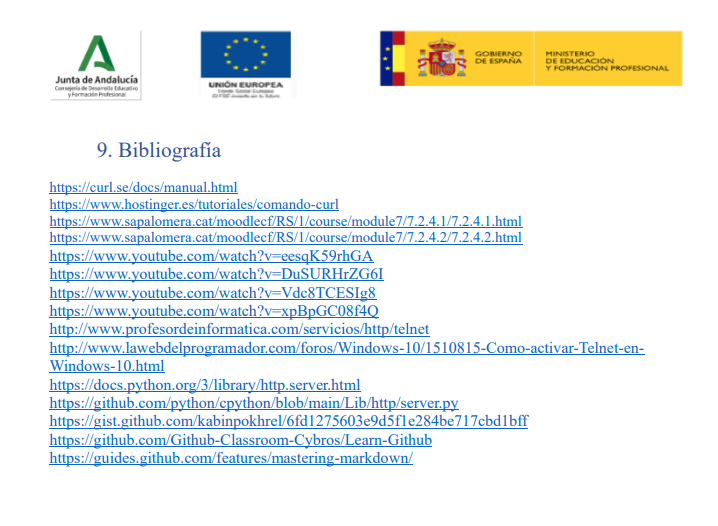 Junta de Andalucía
Consejería de Desarrollo Educativo
y Formación Profesional
UNIÓN EUROPEA
Fondo Social Europeo
GOBIERNO
DE ESPAÑA
MINISTERIO
DE EDUCACIÓN
Y FORMACIÓN PROFESIONAL
9. Bibliografía
https://curl.se/docs/manual.html
https://www.hostinger.es/tutoriales/comando-curl
https://www.sapalomera.cat/moodlecf/RS/1/course/module7/7.2.4.1/7.2.4.1.html
https://www.sapalomera.cat/moodlecf/RS/1/course/module7/7.2.4.2/7.2.4.2.html
https://www.youtube.com/watch?v=eesqK59rhGA
https://www.youtube.com/watch?v=DuSURHrZG6I
https://www.youtube.com/watch?v=Vdc8TCESIg8
https://www.youtube.com/watch?v=xpBpGC08f4Q
http://www.profesordeinformatica.com/servicios/http/telnet
http://www.lawebdelprogramador.com/foros/Windows-10/1510815-Como-activar-Telnet-en-
Windows-10.html
https://docs.python.org/3/library/http.server.html
https://github.com/python/cpython/blob/main/Lib/http/server.py
https://gist.github.com/kabinpokhrel/6fd1275603e9d5f1e284be717cbd1bff
https://github.com/Github-Classroom-Cybros/Learn-Github
https://guides.github.com/features/mastering-markdown/